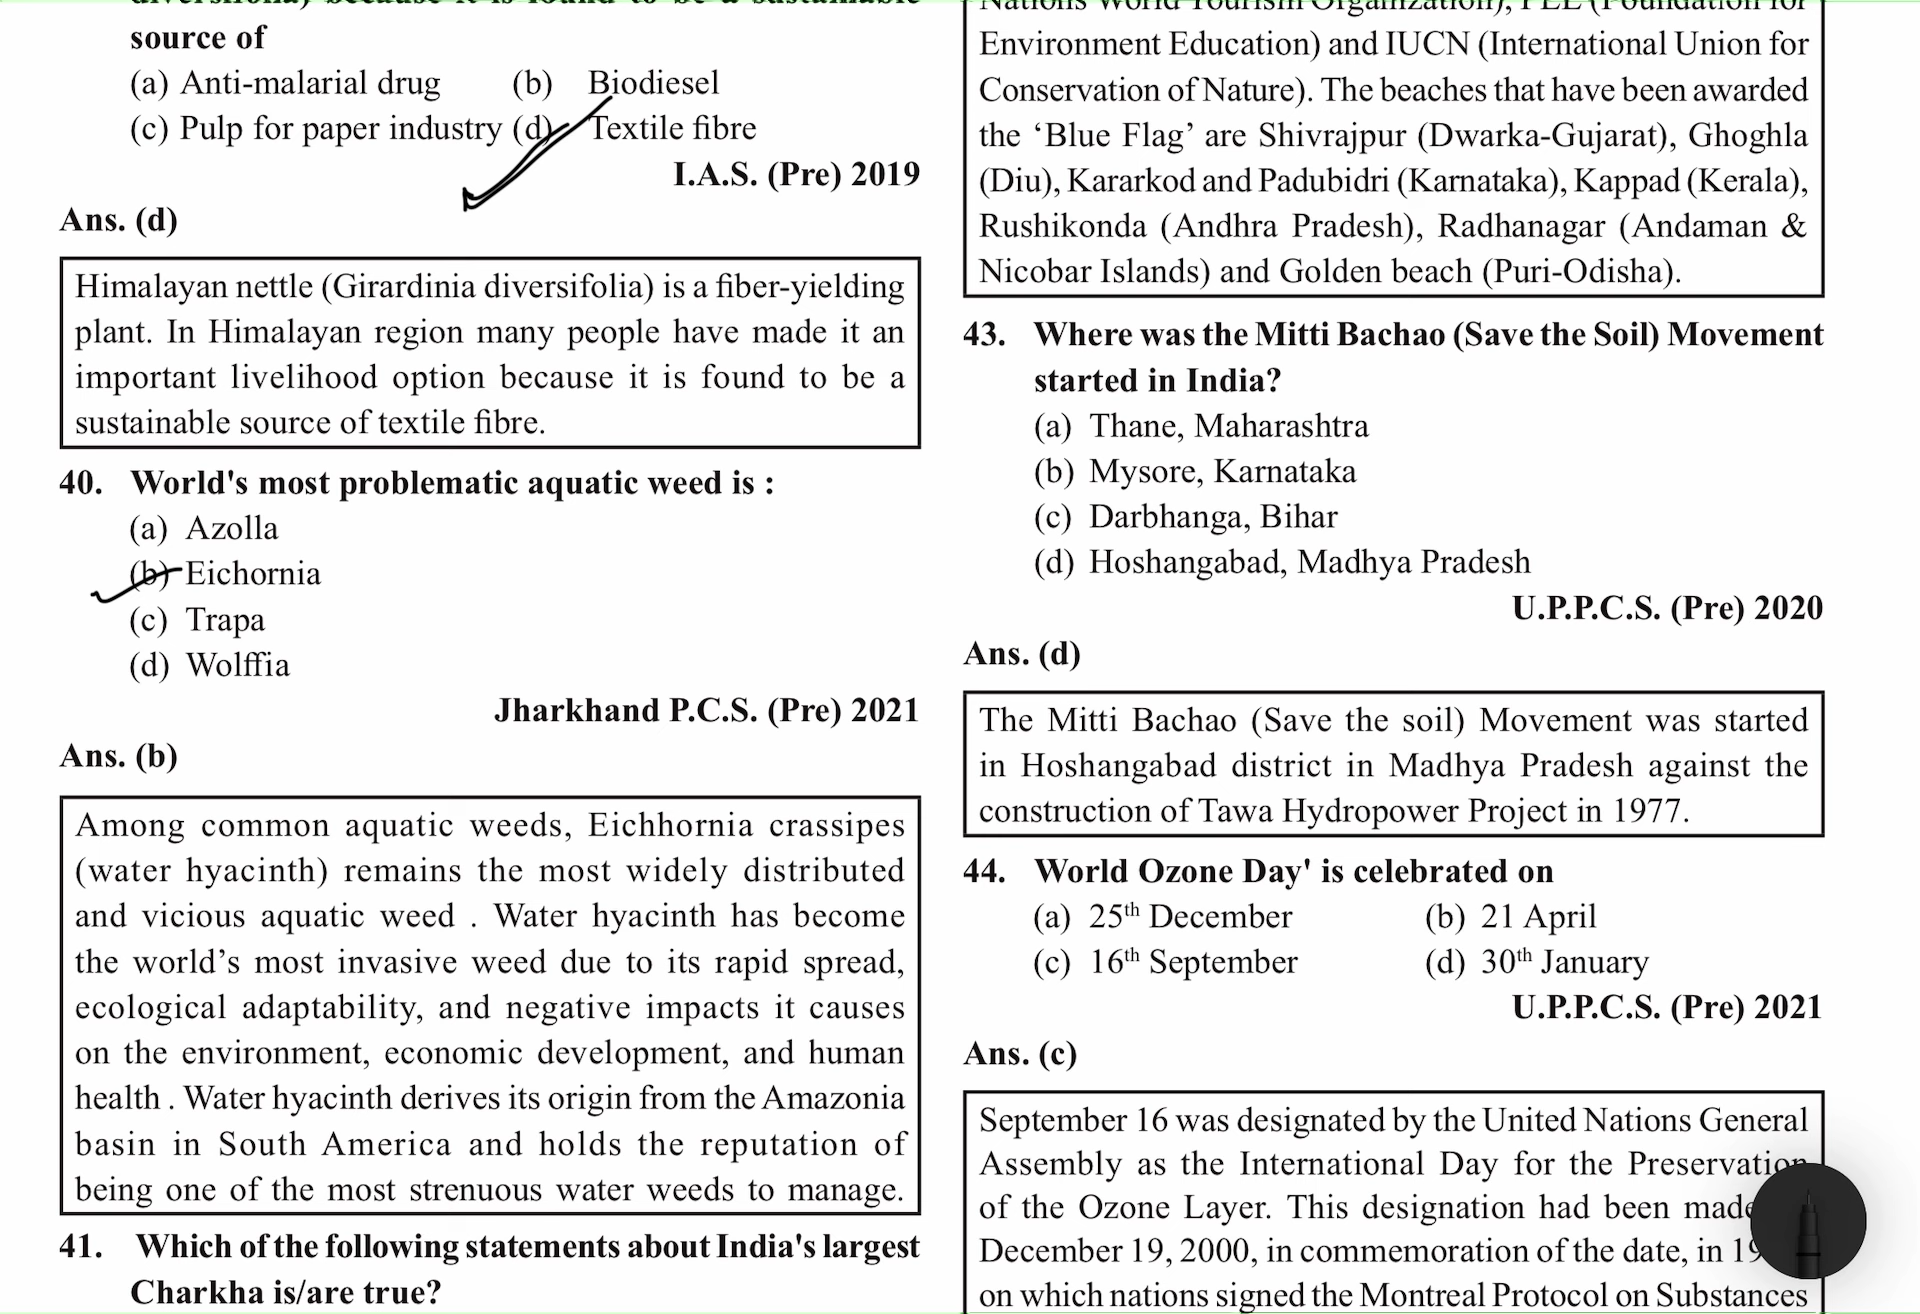 source of
(a) Anti-malarial drug (b) Biodiesel
(c) Pulp for paper industry (d) Textile fibre
I.A.S. (Pre) 2019
Ans. (d)
Himalayan nettle (Girardinia diversifolia) is a fiber-yielding
plant. In Himalayan region many people have made it an
important livelihood option because it is found to be a
sustainable source of textile fibre.
40. World's most problematic aquatic weed is :
(a) Azolla
(b) Eichornia
(c) Trapa
(d) Wolffia
Jharkhand P.C.S. (Pre) 2021
Ans. (b)
Among common aquatic weeds, Eichhornia crassipes
(water hyacinth) remains the most widely distributed
and vicious aquatic weed . Water hyacinth has become
the world’s most invasive weed due to its rapid spread,
ecological adaptability, and negative impacts it causes
on the environment, economic development, and human
health . Water hyacinth derives its origin from the Amazonia
basin in South America and holds the reputation of
being one of the most strenuous water weeds to manage.
41. Which of the following statements about India's largest
Charkha is/are true?
Environment Education) and IUCN (International Union for
Conservation of Nature). The beaches that have been awarded
the ‘Blue Flag’ are Shivrajpur (Dwarka-Gujarat), Ghoghla
(Diu), Kararkod and Padubidri (Karnataka), Kappad (Kerala),
Rushikonda (Andhra Pradesh), Radhanagar (Andaman &
Nicobar Islands) and Golden beach (Puri-Odisha).
43. Where was the Mitti Bachao (Save the Soil) Movement
started in India?
(a) Thane, Maharashtra
(b) Mysore, Karnataka
(c) Darbhanga, Bihar
(d) Hoshangabad, Madhya Pradesh
U.P.P.C.S. (Pre) 2020
Ans. (d)
The Mitti Bachao (Save the soil) Movement was started
in Hoshangabad district in Madhya Pradesh against the
construction of Tawa Hydropower Project in 1977.
44. World Ozone Day' is celebrated on
(a) 25th December (b) 21 April
(c) 16th September (d) 30th January
U.P.P.C.S. (Pre) 2021
Ans. (c)
September 16 was designated by the United Nations General
Assembly as the International Day for the Preservation
of the Ozone Layer. This designation had been made
December 19, 2000, in commemoration of the date, in
on which nations signed the Montreal Protocol on Substances